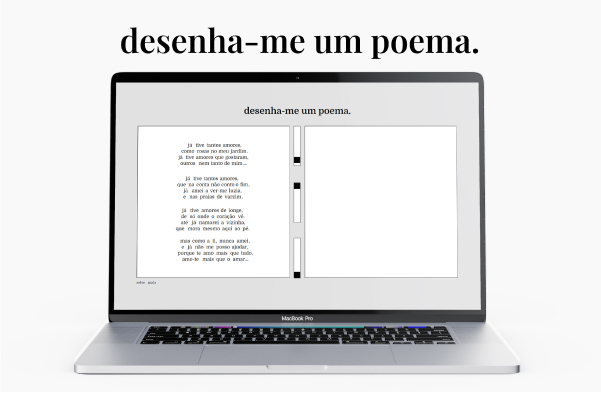 desenha-me um poema.
desenha-me um poema.
já tive tantos amores,
como rosas no meu jardim.
já tive amores que gostaram,
outros nem tanto de mim...
já tive tantos amores,
que na conta não conto o fim,
já amei a ver-me luzia,
e nas praias de varzim.
já tive amores de longe,
de só onde o coração vê.
até já namorei a vizinha,
que mora mesmo aqui ao pé.
mas como a ti, nunca amei,
e já não me posso ajudar,
porque te amo mais que tudo,
amo-te mais que o amar...
MacBook Pro